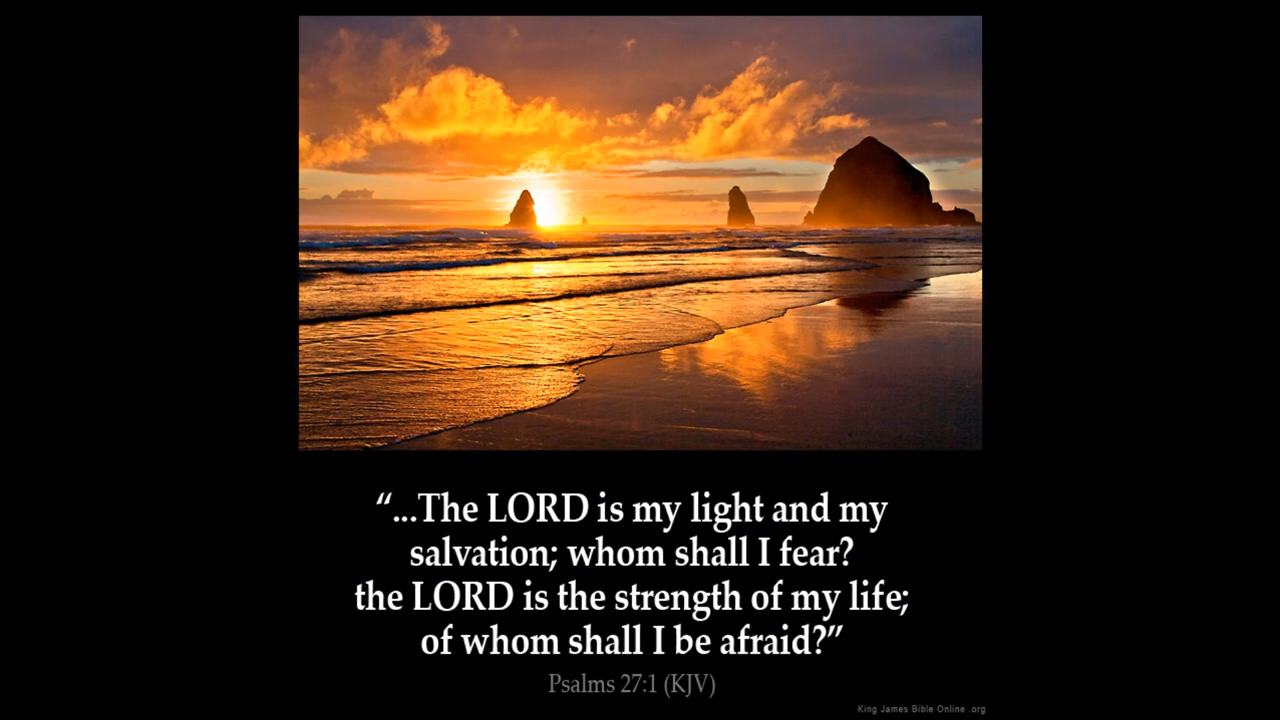 “...The LORD is my light and my
salvation; whom shall I fear?
the LORD is the strength of my life;
of whom shall I be afraid?”
Psalms 27:1 (KJV)
King James Bible Online .org